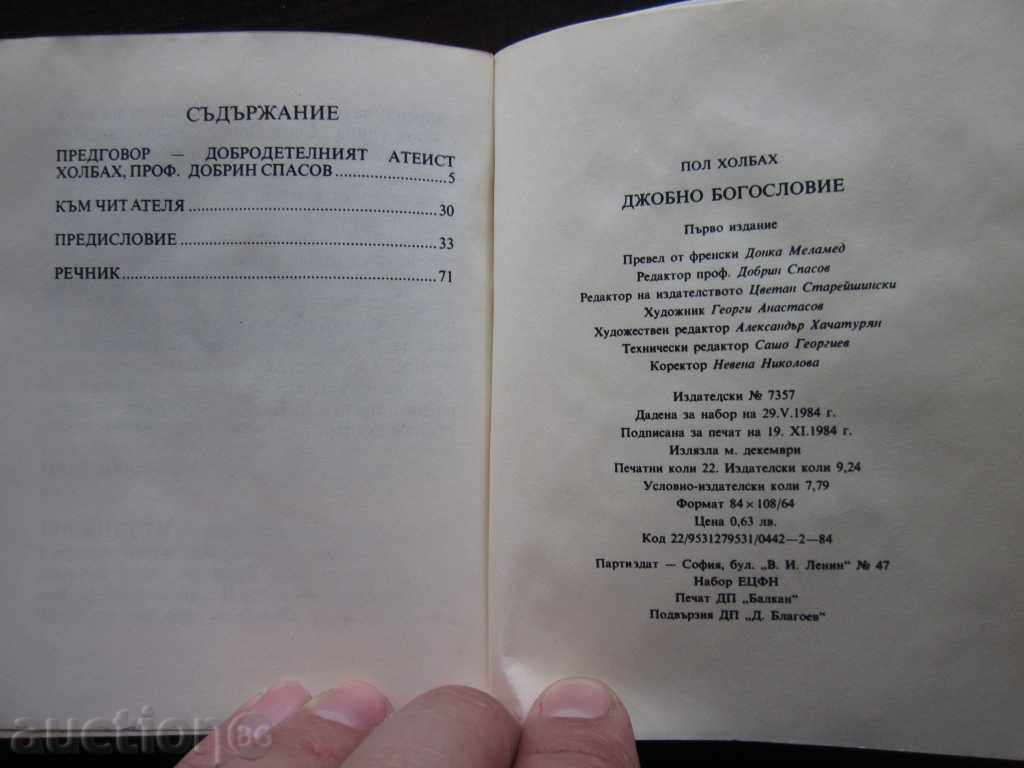 СЪДЪРЖАНИЕ
ПРЕДГОВОР — ДОБРОДЕТЕЛНИЯТ АТЕИСТ
ХОЛБАХ, ПРОФ. ДОБРИН СПАСОВ.................5
КЪМ ЧИТАТЕЛЯ.................30
ПРЕДИСЛОВИЕ.................33
РЕЧНИК.................71
ПОЛ ХОЛБАХ
ДЖОБНО БОГОСЛОВИЕ
Първо издание
Превел от френски Донка Меламед
Редактор проф. Добрин Спасов
Редактор на издателството Цветан Старейшински
Художник Георги Анастасов
Художествен редактор Александър Хачатурян
Технически редактор Сашо Георгиев
Коректор Невена Николова
Издателски № 7357
Дадена за набор на 29.V.1984 г.
Подписана за печат на 19. XI.1984 г.
Излязла м. декември
Печатни коли 22. Издателски коли 9,24
Условно-издателски коли 7,79
Формат 84 × 108/64
Цена 0,63 лв.
Код 22/9531279531/0442—2—84
Партиздат — София, бул. „В. И. Ленин" № 47
Набор ЕЦФН
Печат ДП „Балкан"
Подвързия ДП „Д. Благоев"
auction BG